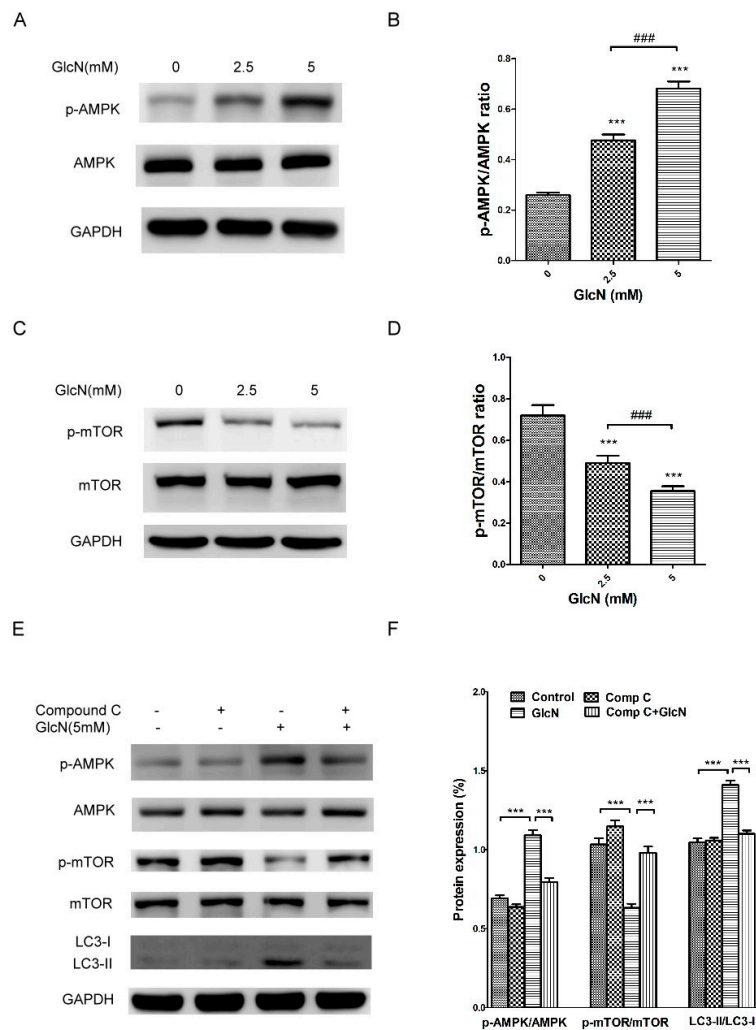 A
GlcN(mM) 0 2.5 5
p-AMPK
AMPK
GAPDH
B
###
***
***
0.8
0.6
0.4
0.2
0.0
p-AMPK/AMPK ratio
0 2.5 5
GlcN (mM)
C
GlcN(mM) 0 2.5 5
p-mTOR
mTOR
GAPDH
D
###
***
***
1.0
0.8
0.6
0.4
0.2
0.0
p-mTOR/mTOR ratio
0 2.5 5
GlcN (mM)
E
Compound C - + - +
GlcN(5mM) - - + +
p-AMPK
AMPK
p-mTOR
mTOR
LC3-I
LC3-II
GAPDH
F
Control Comp C
GlcN Comp C+GlcN
2.0
1.5
1.0
0.5
0.0
Protein expression (%)
*** ***
*** ***
*** ***
p-AMPK/AMPK p-mTOR/mTOR LC3-II/LC3-I